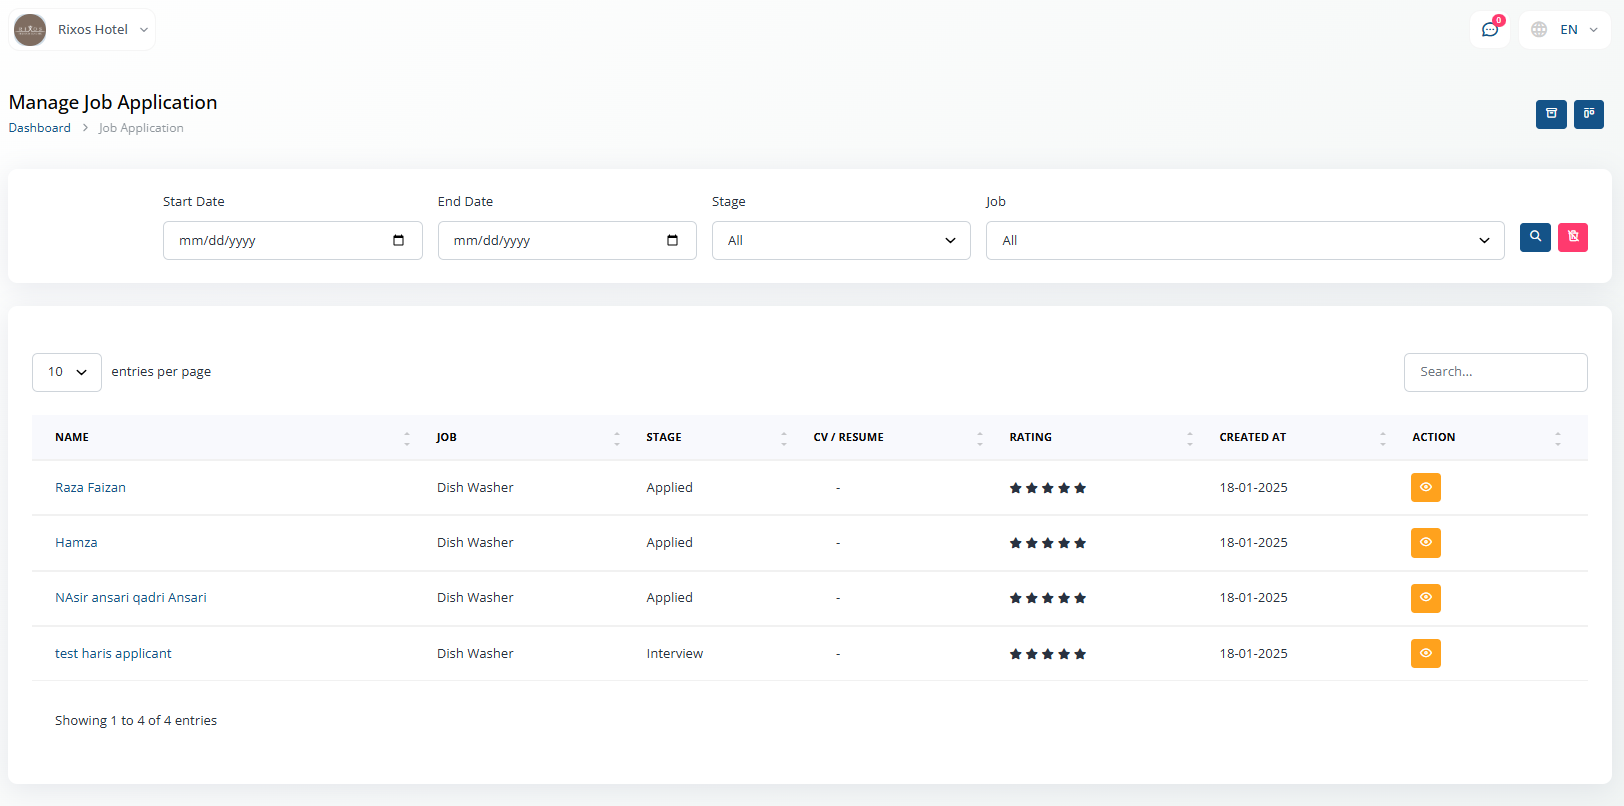 Rixos Hotel
0
EN
Manage Job Application
Dashboard > Job Application
Start Date End Date Stage Job
mm/dd/yyyy mm/dd/yyyy All All
10 entries per page Search...
NAME JOB STAGE CV / RESUME RATING CREATED AT ACTION
Raza Faizan Dish Washer Applied - 18-01-2025
Hamza Dish Washer Applied - 18-01-2025
NAsir ansari qadri Ansari Dish Washer Applied - 18-01-2025
test haris applicant Dish Washer Interview - 18-01-2025
Showing 1 to 4 of 4 entries